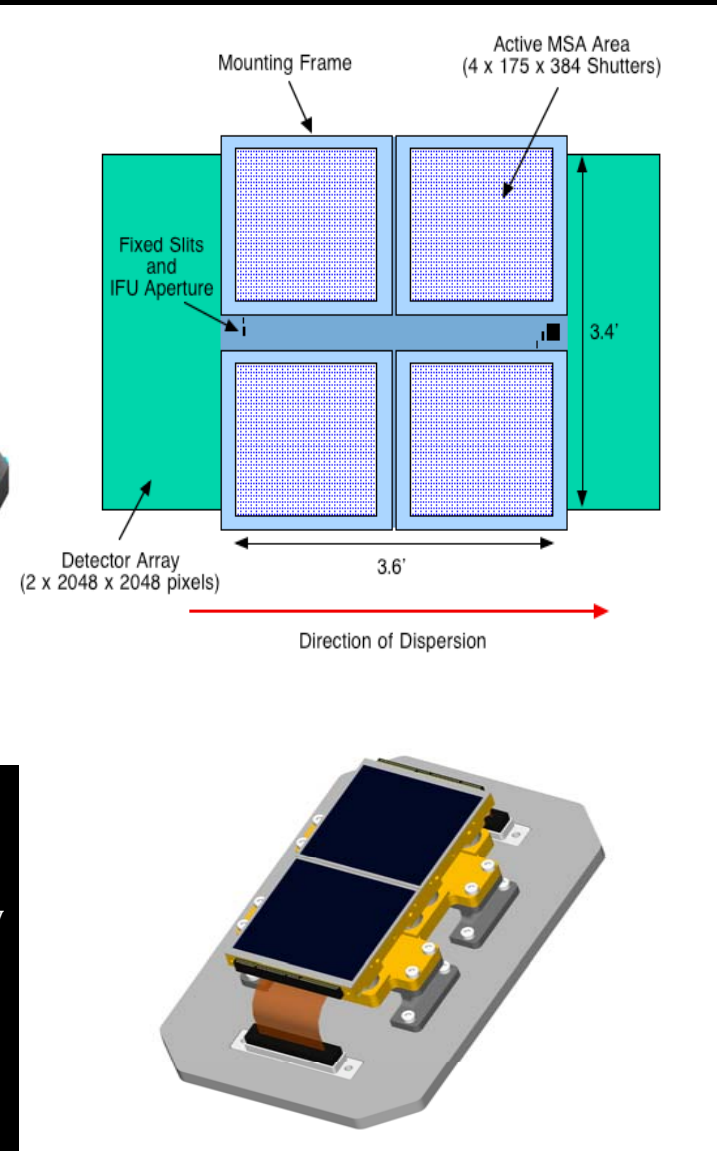 Mounting Frame
Active MSA Area
(4 x 175 x 384 Shutters)
Fixed Slits
and
IFU Aperture
3.4'
Detector Array
(2 x 2048 x 2048 pixels)
3.6'
Direction of Dispersion